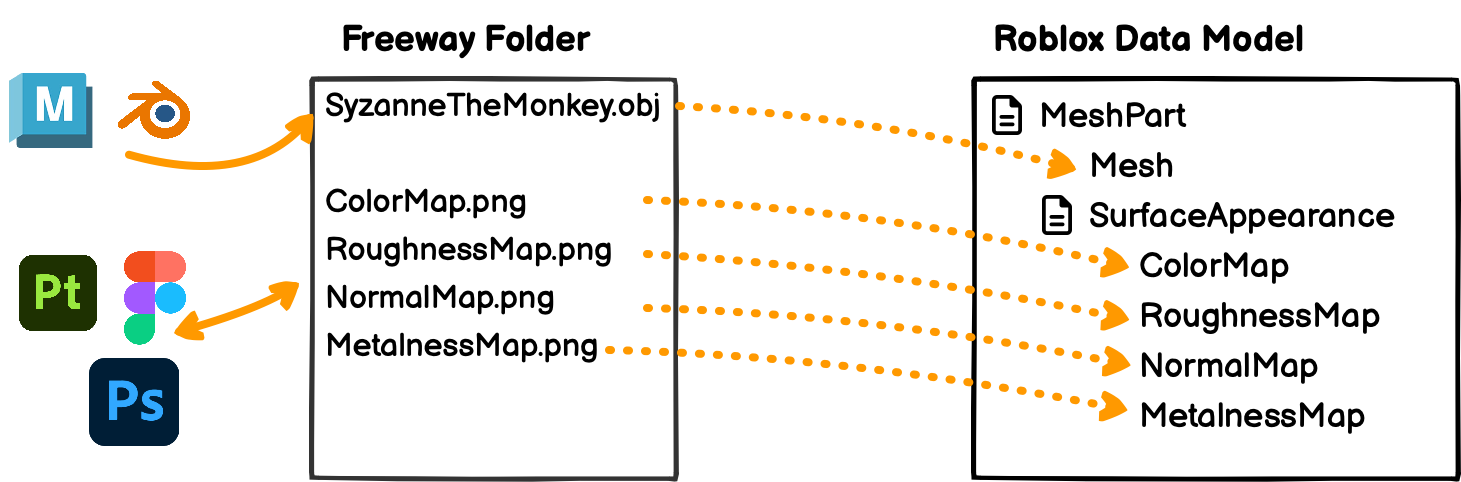 Freeway Folder
Roblox Data Model
M
SyzanneTheMonkey.obj
ColorMap.png
RoughnessMap.png
NormalMap.png
MetalnessMap.png
Pt
Ps
MeshPart
Mesh
SurfaceAppearance
ColorMap
RoughnessMap
NormalMap
MetalnessMap